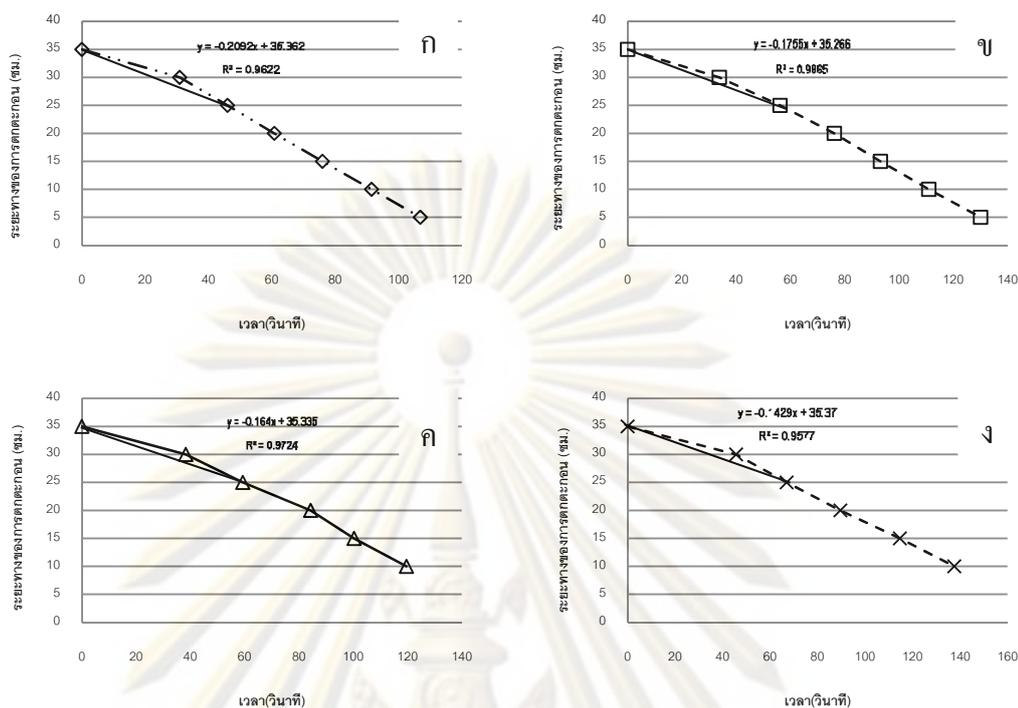 ก
y = -0.2092x + 35.362
R² = 0.9622
ระยะทางของการตกตะกอน (ซม.)
40
35
30
25
20
15
10
5
0
0 20 40 60 80 100 120
เวลา(วินาที)
ข
y = -0.1755x + 35.266
R² = 0.9865
ระยะทางของการตกตะกอน (ซม.)
40
35
30
25
20
15
10
5
0
0 20 40 60 80 100 120 140
เวลา(วินาที)
ค
y = -0.164x + 35.335
R² = 0.9724
ระยะทางของการตกตะกอน (ซม.)
40
35
30
25
20
15
10
5
0
0 20 40 60 80 100 120 140
เวลา(วินาที)
ง
y = -0.1429x + 35.37
R² = 0.9577
ระยะทางของการตกตะกอน (ซม.)
40
35
30
25
20
15
10
5
0
0 20 40 60 80 100 120 140 160
เวลา(วินาที)